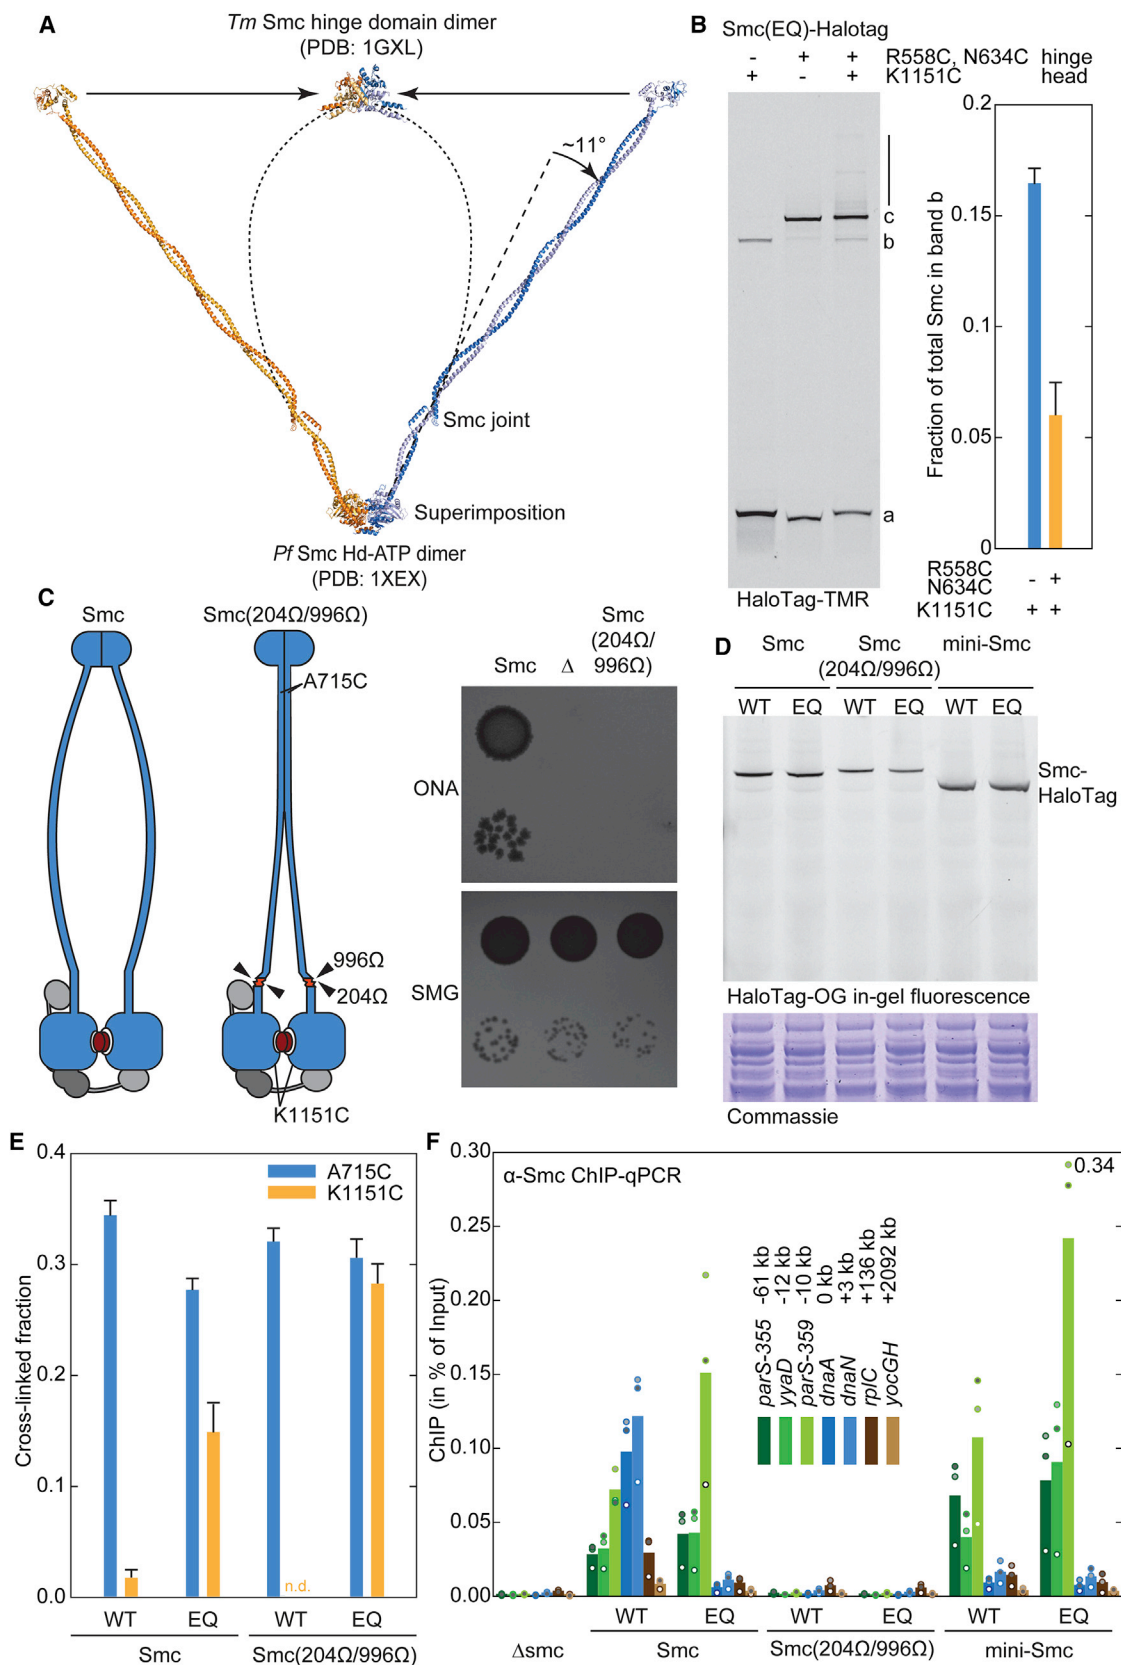 A
Tm Smc hinge domain dimer
(PDB: 1GXL)
~11°
Smc joint
Superimposition
Pf Smc Hd-ATP dimer
(PDB: 1XEX)
B
Smc(EQ)-Halotag
- + + R558C, N634C hinge
+ - + K1151C head
c
b
a
HaloTag-TMR
Fraction of total Smc in band b
0.2
0.15
0.1
0.05
0
R558C
N634C
- +
K1151C + +
C
Smc
Smc(204Ω/996Ω)
A715C
996Ω
204Ω
K1151C
Smc
Δ
Smc
(204Ω/
996Ω)
ONA
SMG
D
Smc
Smc
(204Ω/996Ω)
mini-Smc
WT EQ WT EQ WT EQ
Smc-
HaloTag
HaloTag-OG in-gel fluorescence
Commassie
E
Cross-linked fraction
0.4
0.3
0.2
0.1
0.0
A715C
K1151C
n.d.
WT EQ WT EQ
Smc Smc(204Ω/996Ω)
F
α-Smc ChIP-qPCR
ChIP (in % of Input)
0.30
0.25
0.20
0.15
0.10
0.05
0.00
0.34
parS-355 -61 kb
yyaD -12 kb
parS-359 -10 kb
dnaA 0 kb
dnaN +3 kb
rplC +136 kb
yocGH +2092 kb
WT EQ WT EQ WT EQ
Δsmc Smc Smc(204Ω/996Ω) mini-Smc